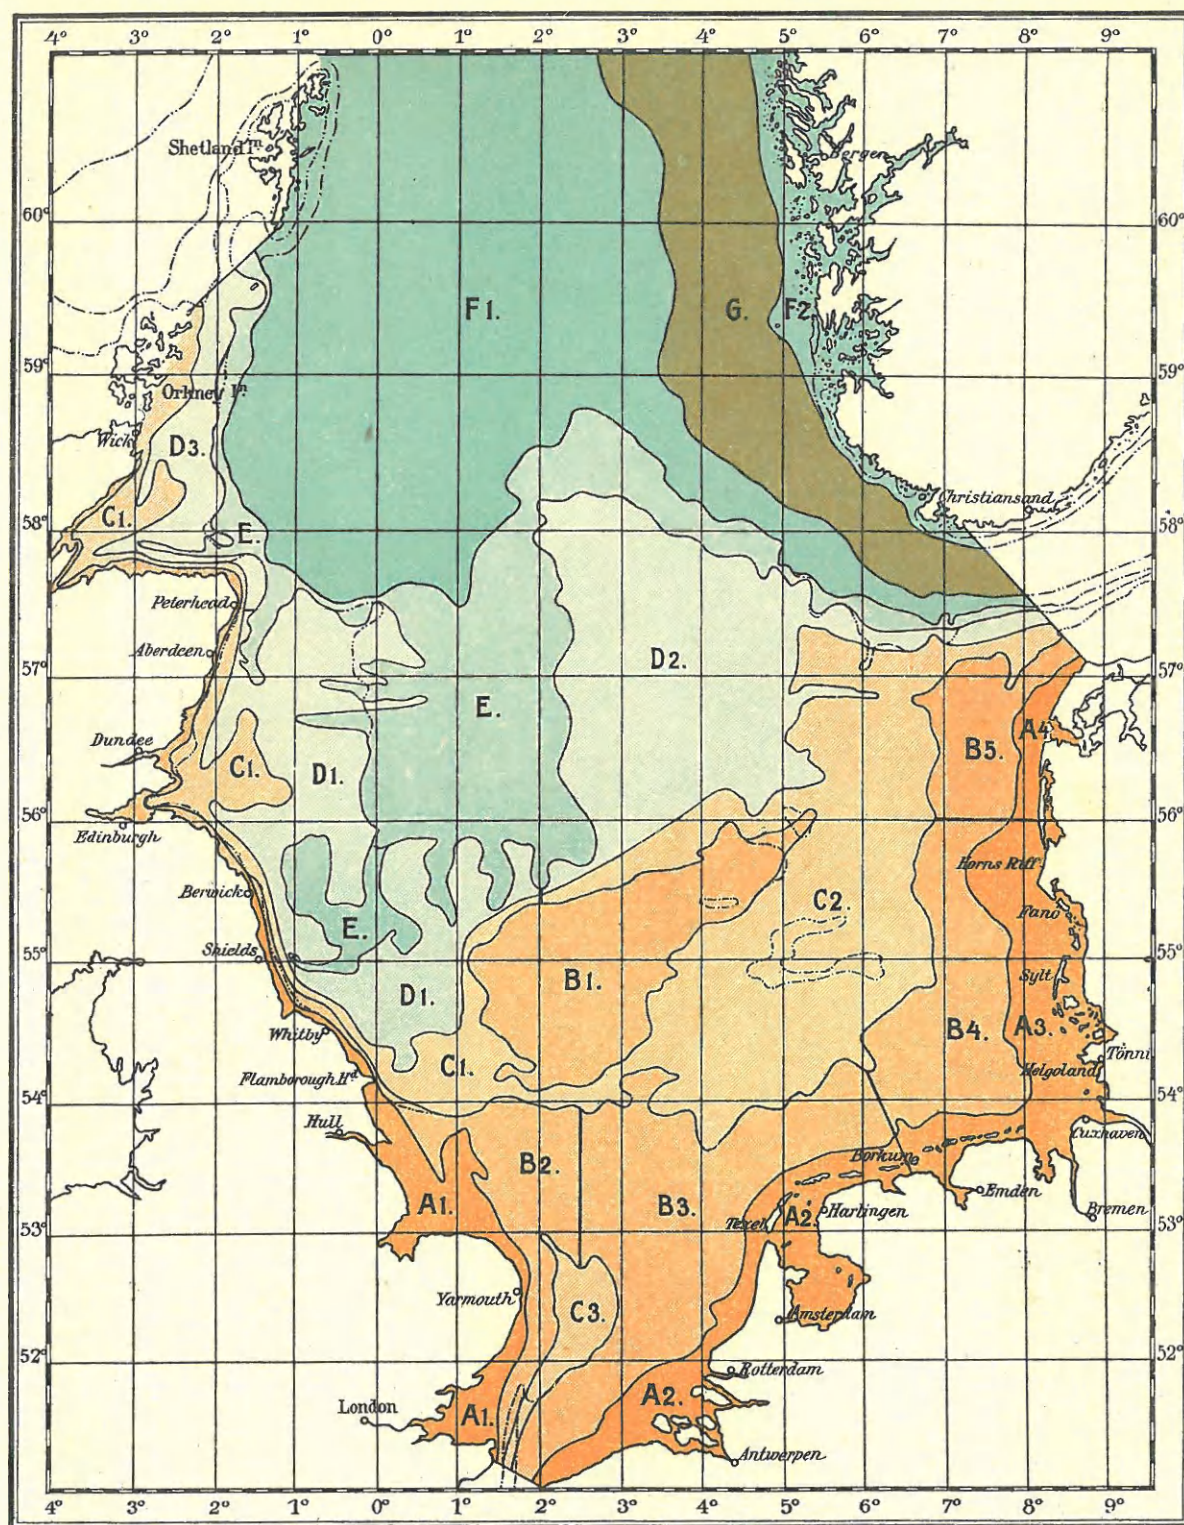 4° 3° 2° 1° 0° 1° 2° 3° 4° 5° 6° 7° 8° 9°
Bergen
Shetland Iⁿ
60° 60°
F1. G. F2.
59° 59°
Orkney Iⁿ.
Wick
D3.
Christiansand
C1.
58° E. 58°
Peterhead
Aberdeen
D2.
57° 57°
E.
Dundee
A4
B5.
C1. D1.
56° 56°
Edinburgh
Horns Riff
Berwick
C2.
Fanö
E.
Shields
55° 55°
Sylt
B1.
D1.
Whitby
B4. A3.
Tönni
C1.
Flamborough Hᵈ
Helgoland
54° 54°
Hull
Cuxhaven
B2.
Borkum
Emden
A1. B3.
Texel A2. Harlingen
Bremen
53° 53°
Yarmouth
C3.
Amsterdam
52° 52°
Rotterdam
London A1. A2.
Antwerpen
4° 3° 2° 1° 0° 1° 2° 3° 4° 5° 6° 7° 8° 9°